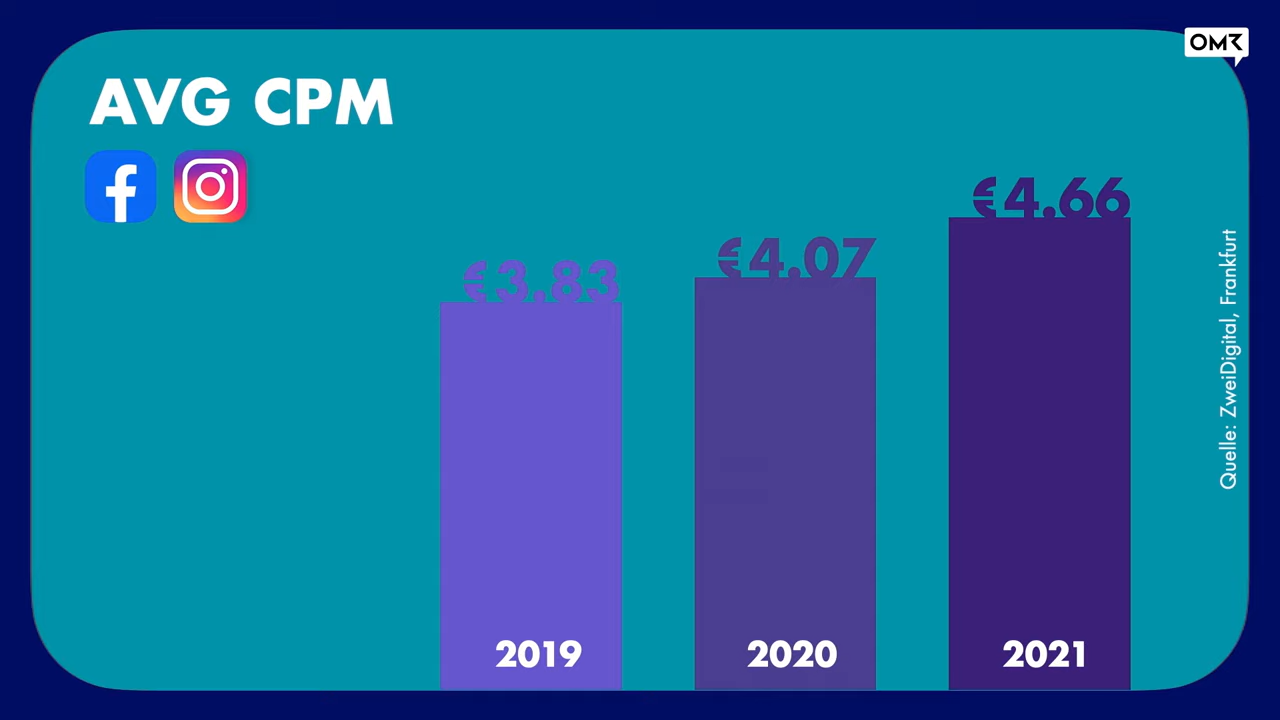 OMR
AVG CPM
€3.83
€4.07
€4.66
2019
2020
2021
Quelle: ZweiDigital, Frankfurt